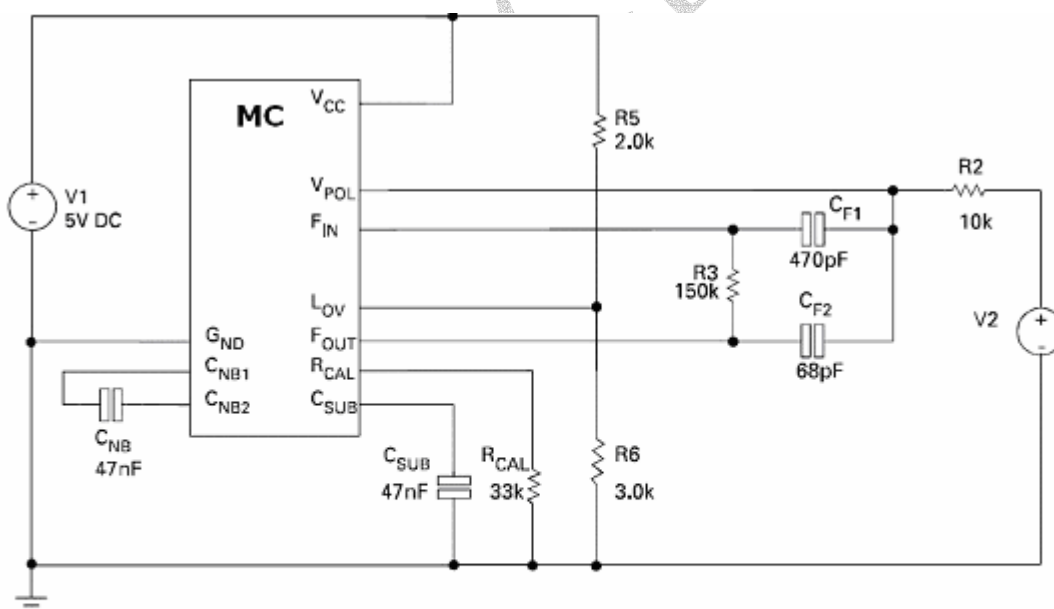 MC
V1
5V DC
VCC
VPOL
FIN
LOV
FOUT
RCAL
CSUB
GND
CNB1
CNB2
CNB
47nF
CSUB
47nF
RCAL
33k
R5
2.0k
R6
3.0k
R3
150k
CF1
470pF
CF2
68pF
R2
10k
V2
+
-
+
-